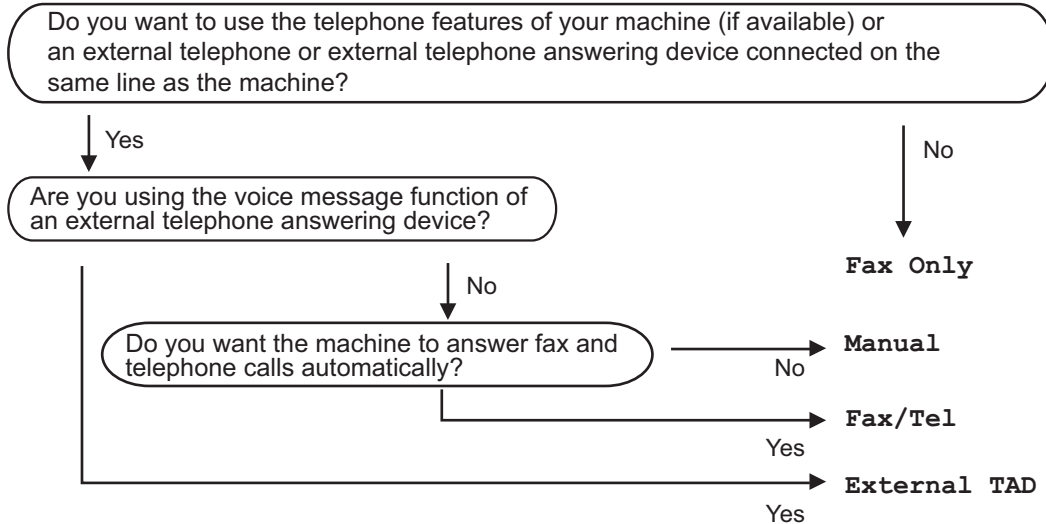 Do you want to use the telephone features of your machine (if available) or
an external telephone or external telephone answering device connected on the
same line as the machine?
Yes
No
Are you using the voice message function of
an external telephone answering device?
Fax Only
No
Do you want the machine to answer fax and
telephone calls automatically?
No
Manual
Yes
Fax/Tel
Yes
External TAD